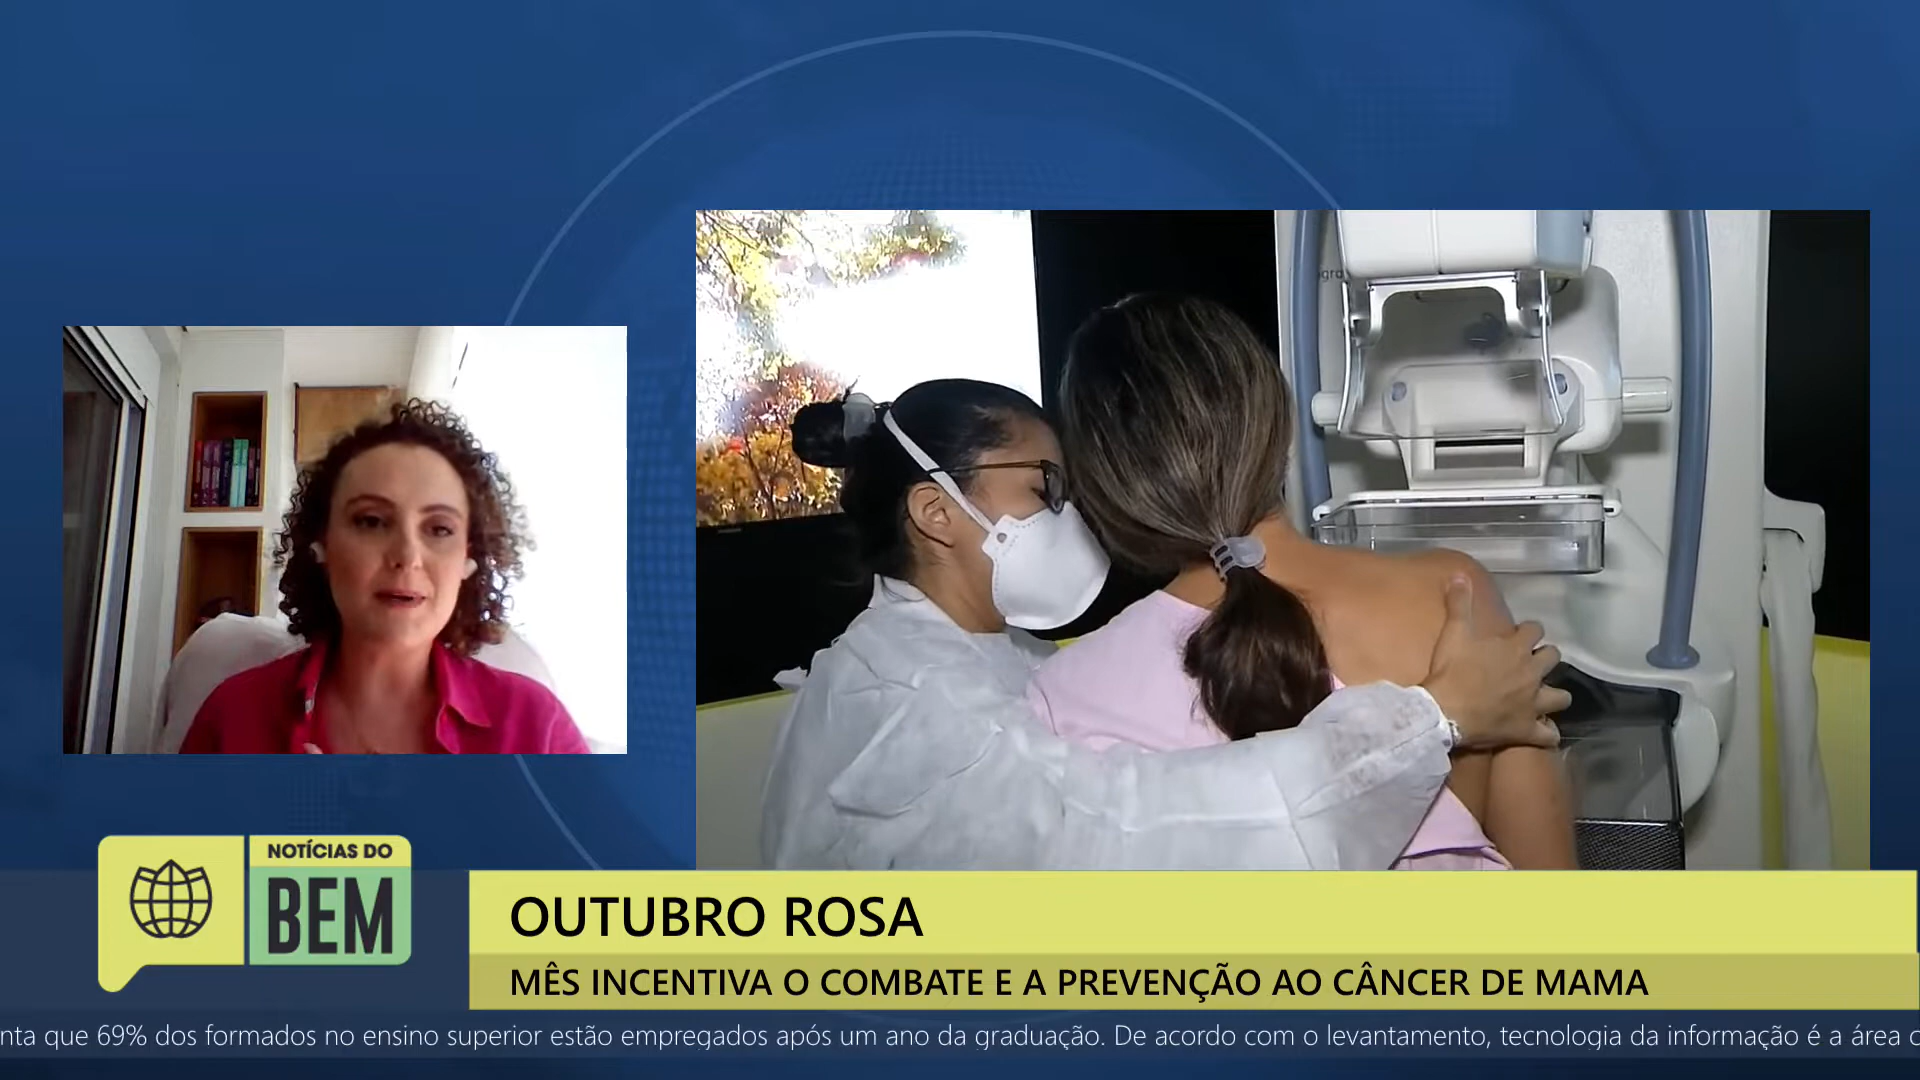 NOTÍCIAS DO
BEM
OUTUBRO ROSA
MÊS INCENTIVA O COMBATE E A PREVENÇÃO AO CÂNCER DE MAMA
nta que 69% dos formados no ensino superior estão empregados após um ano da graduação. De acordo com o levantamento, tecnologia da informação é a área